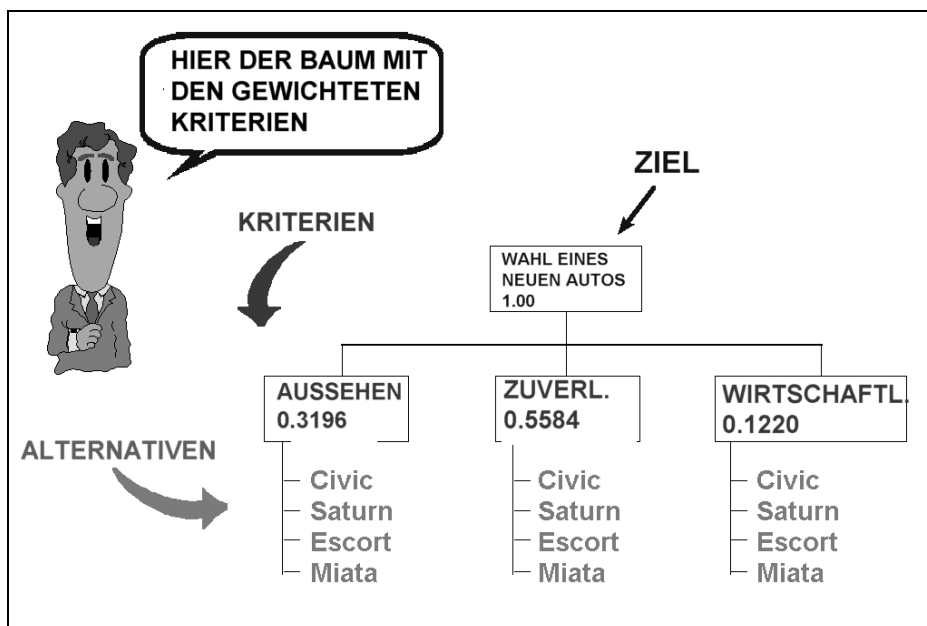 HIER DER BAUM MIT
DEN GEWICHTETEN
KRITERIEN
ZIEL
KRITERIEN
WAHL EINES
NEUEN AUTOS
1.00
AUSSEHEN
0.3196
ZUVERL.
0.5584
WIRTSCHAFTL.
0.1220
ALTERNATIVEN
Civic
Saturn
Escort
Miata
Civic
Saturn
Escort
Miata
Civic
Saturn
Escort
Miata